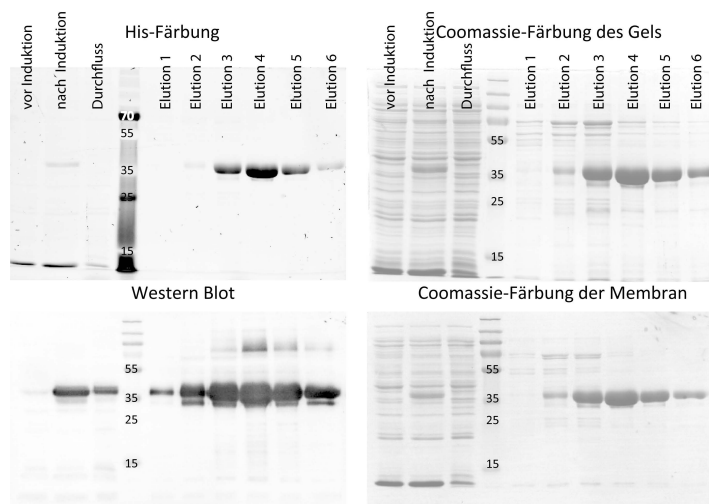 His-Färbung
vor Induktion
nach Induktion
Durchfluss
Elution 1
Elution 2
Elution 3
Elution 4
Elution 5
Elution 6
70
55
35
25
15
Coomassie-Färbung des Gels
vor Induktion
nach Induktion
Durchfluss
Elution 1
Elution 2
Elution 3
Elution 4
Elution 5
Elution 6
55
35
25
15
Western Blot
55
35
25
15
Coomassie-Färbung der Membran
55
35
25
15